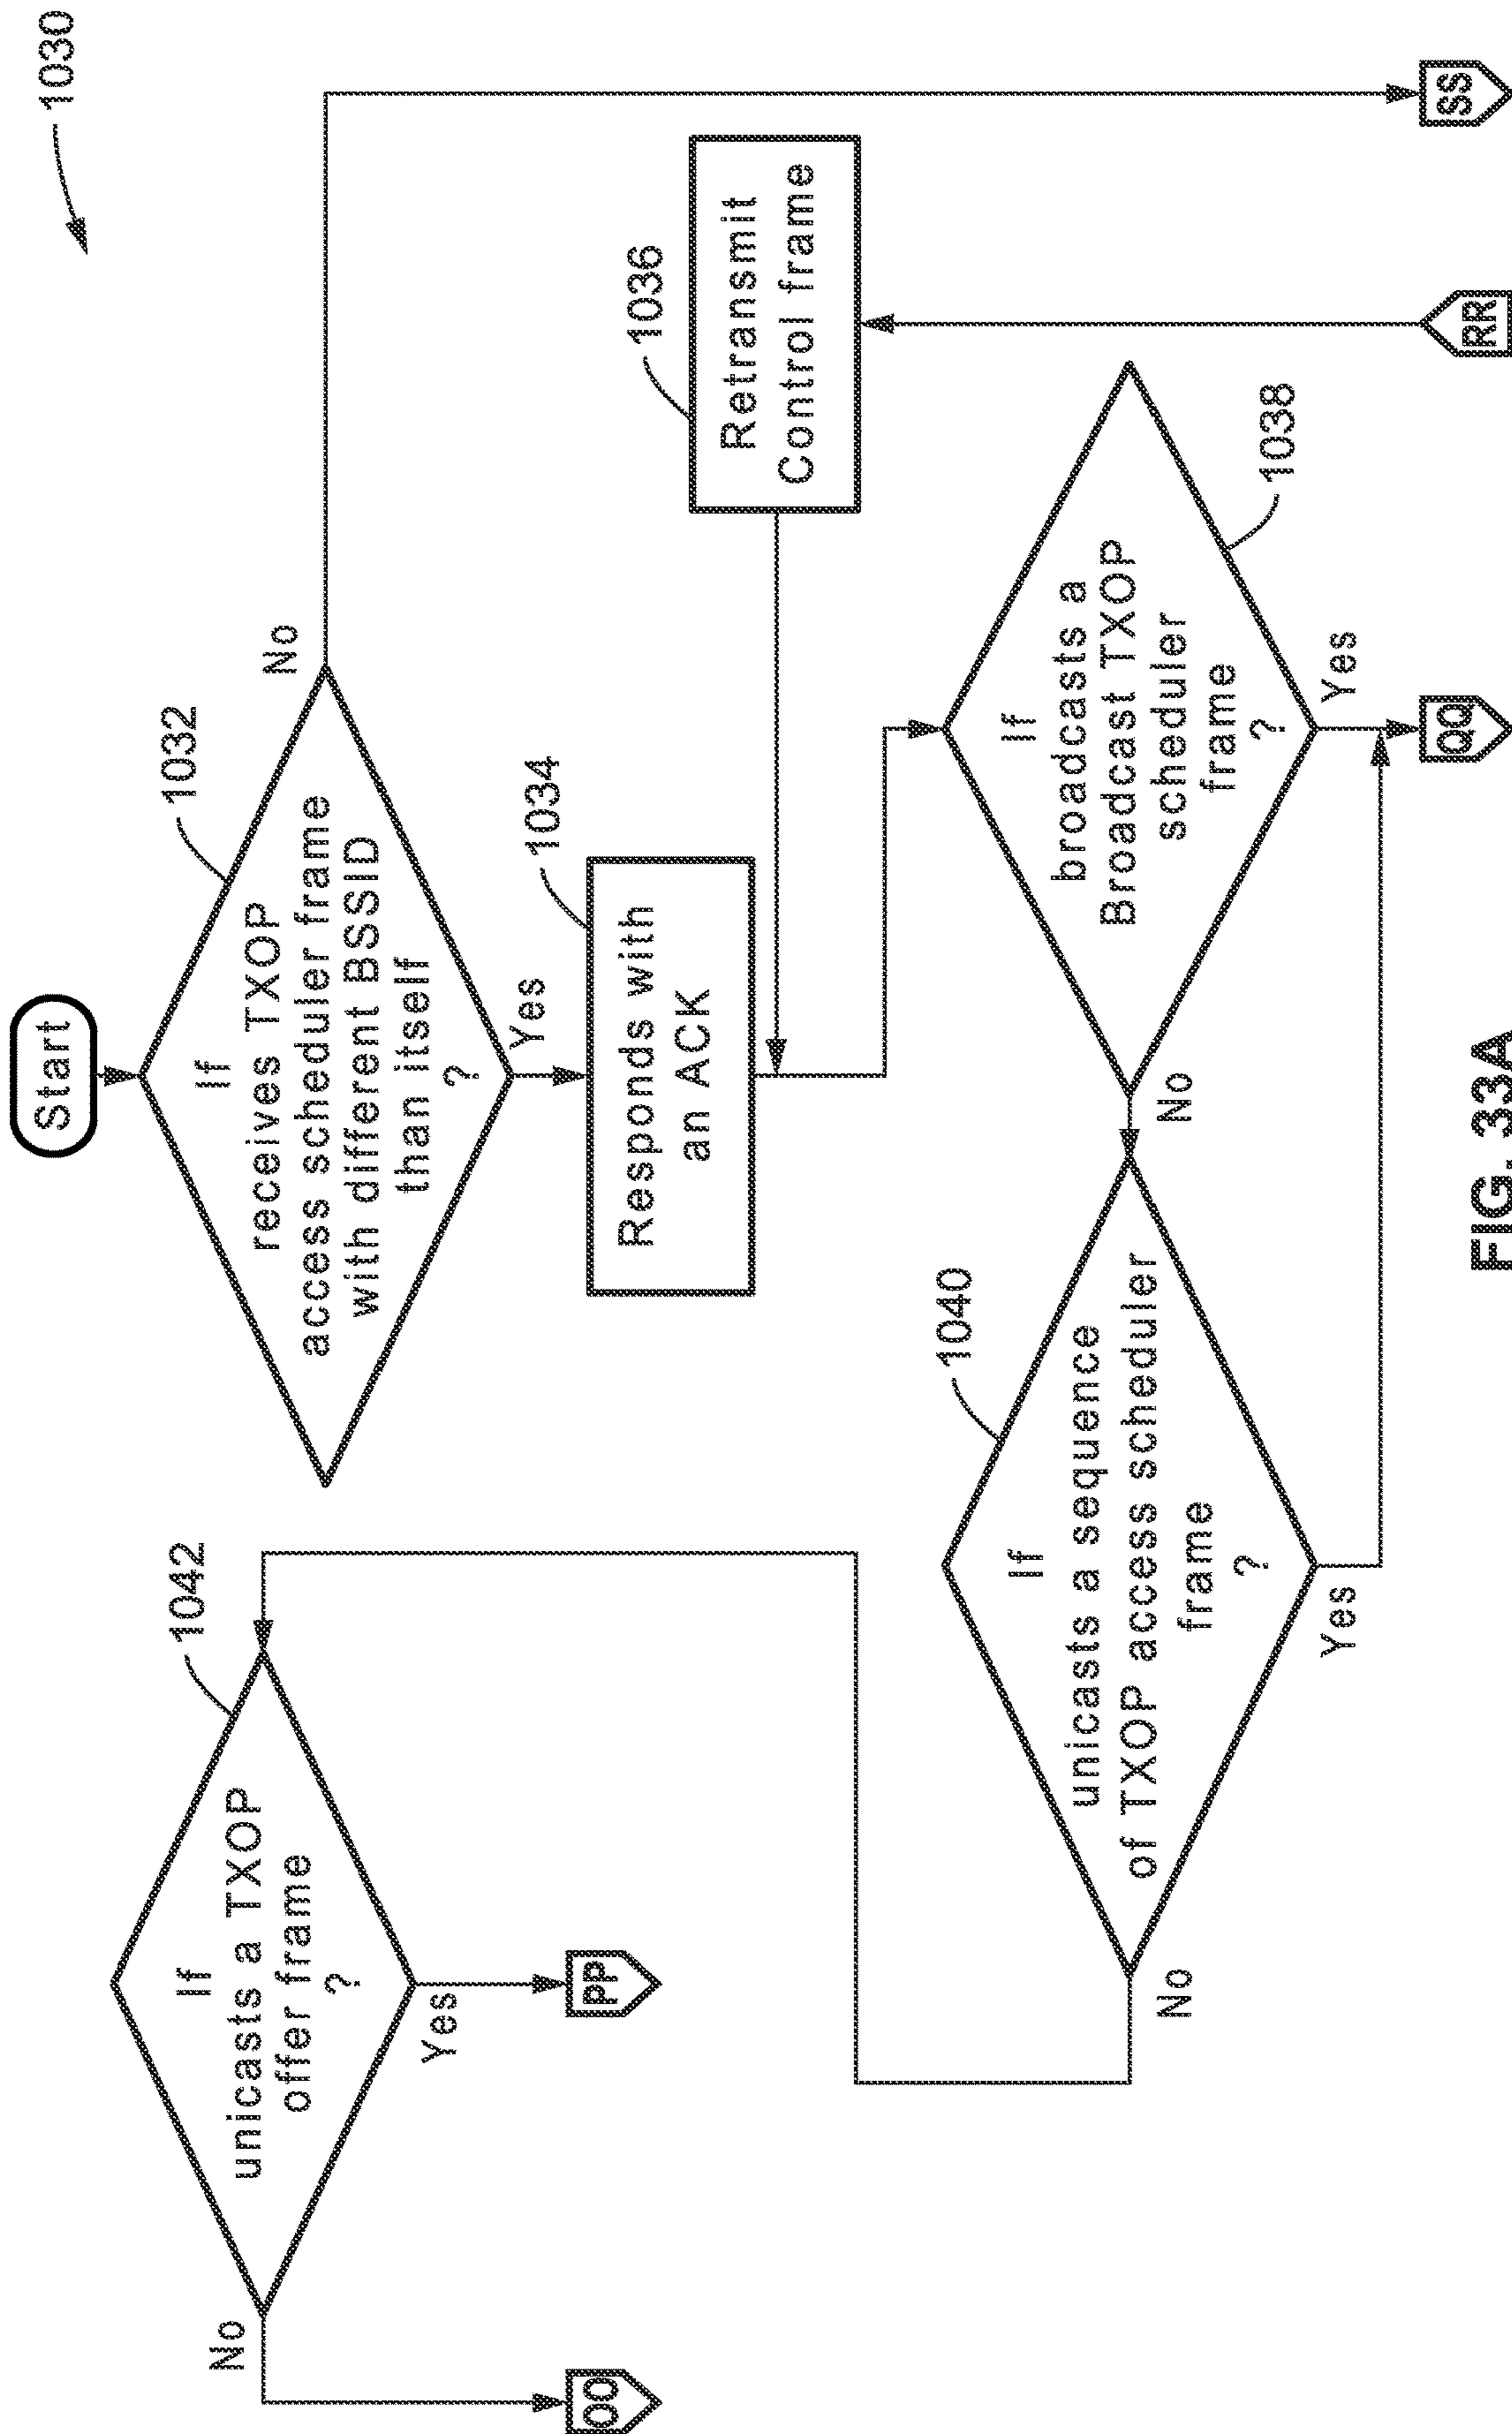 1030
Start
If
receives TXOP
access scheduler frame
with different BSSID
than itself
?
1032
No
Yes
Responds with
an ACK
1034
Retransmit
Control frame
1036
If
broadcasts a
Broadcast TXOP
scheduler
frame
?
1038
No
Yes
If
unicasts a sequence
of TXOP access scheduler
frame
?
1040
No
Yes
If
unicasts a TXOP
offer frame
?
1042
No
Yes
OO
PP
QQ
RR
SS
FIG. 33A